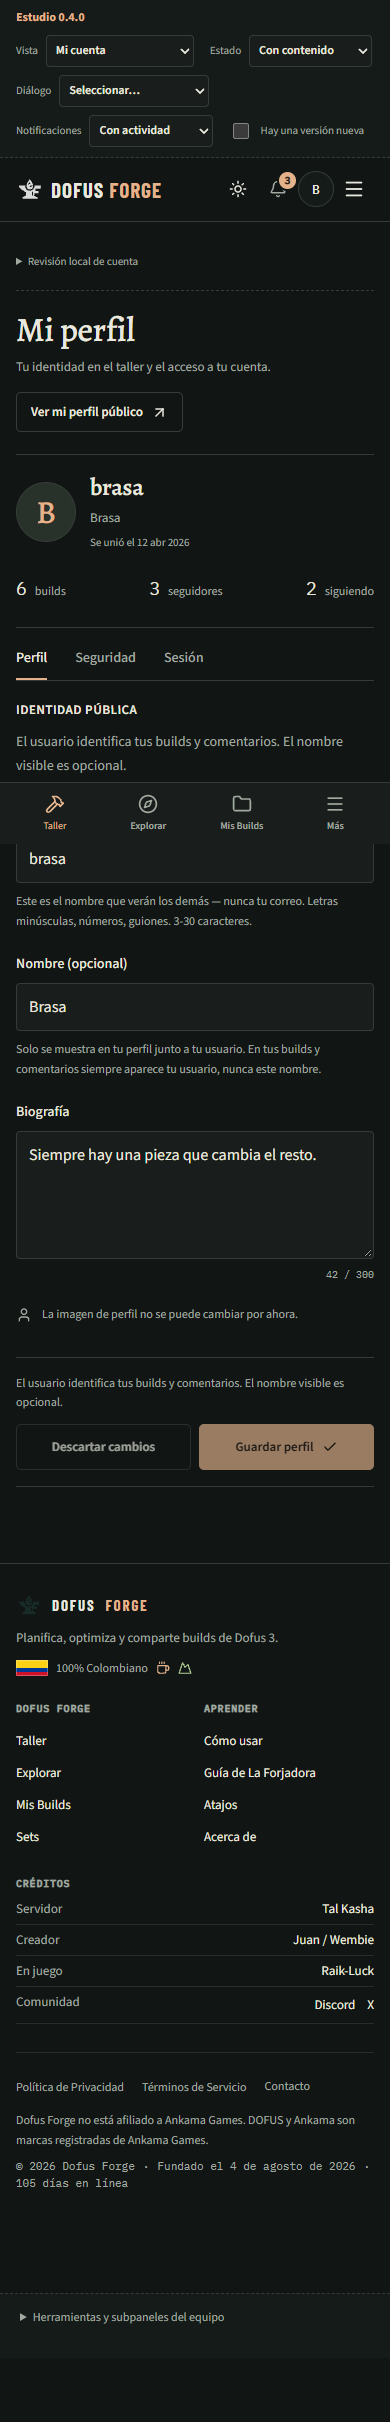 Estudio 0.4.0
Vista Mi cuenta Estado Con contenido
Diálogo Seleccionar...
Notificaciones Con actividad Hay una versión nueva
DOFUS FORGE 3 B
Revisión local de cuenta
Mi perfil
Tu identidad en el taller y el acceso a tu cuenta.
Ver mi perfil público
B
brasa
Brasa
Se unió el 12 abr 2026
6 builds 3 seguidores 2 siguiendo
Perfil Seguridad Sesión
IDENTIDAD PÚBLICA
El usuario identifica tus builds y comentarios. El nombre
visible es opcional.
Taller Explorar Mis Builds Más
brasa
Este es el nombre que verán los demás — nunca tu correo. Letras
minúsculas, números, guiones. 3-30 caracteres.
Nombre (opcional)
Brasa
Solo se muestra en tu perfil junto a tu usuario. En tus builds y
comentarios siempre aparece tu usuario, nunca este nombre.
Biografía
Siempre hay una pieza que cambia el resto.
42 / 300
La imagen de perfil no se puede cambiar por ahora.
El usuario identifica tus builds y comentarios. El nombre visible es
opcional.
Descartar cambios Guardar perfil
DOFUS FORGE
Planifica, optimiza y comparte builds de Dofus 3.
100% Colombiano
DOFUS FORGE APRENDER
Taller Cómo usar
Explorar Guía de La Forjadora
Mis Builds Atajos
Sets Acerca de
CRÉDITOS
Servidor Tal Kasha
Creador Juan / Wembie
En juego Raik-Luck
Comunidad Discord X
Política de Privacidad Términos de Servicio Contacto
Dofus Forge no está afiliado a Ankama Games. DOFUS y Ankama son
marcas registradas de Ankama Games.
© 2026 Dofus Forge · Fundado el 4 de agosto de 2026 ·
105 días en línea
Herramientas y subpaneles del equipo